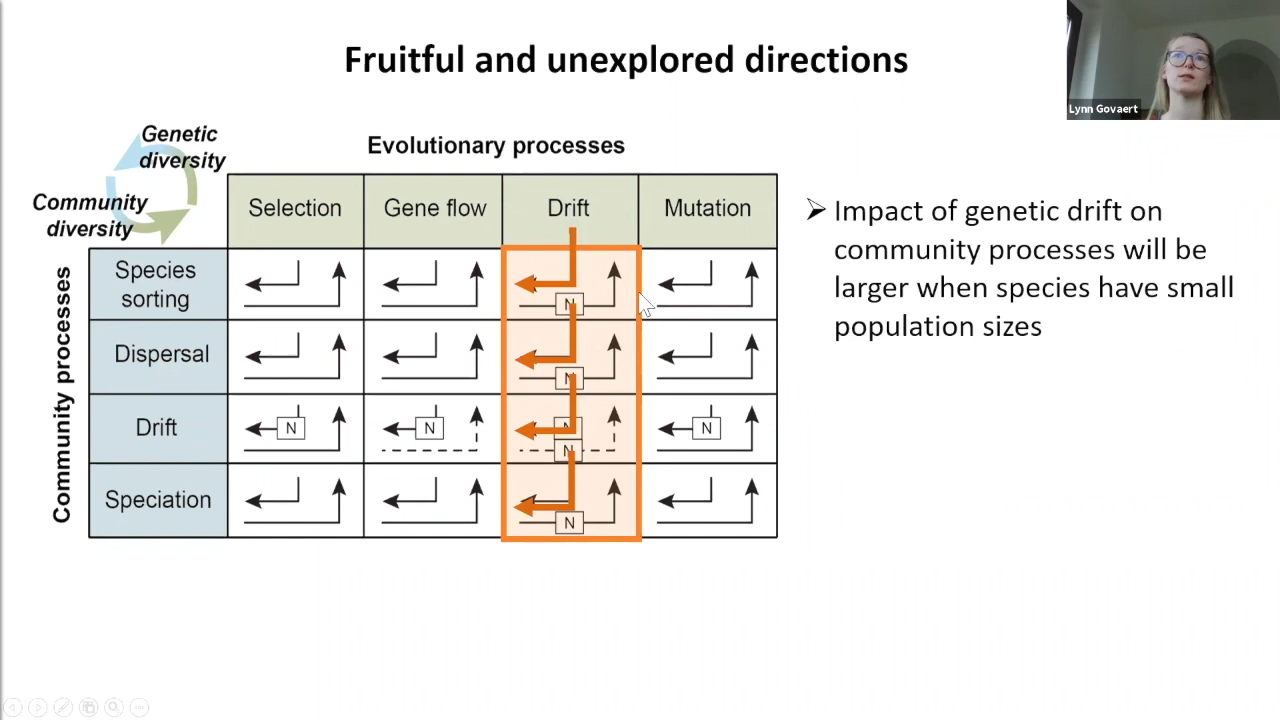 Fruitful and unexplored directions
Lynn Govaert
Genetic
diversity
Community
diversity
Evolutionary processes
Selection
Gene flow
Drift
Mutation
Community processes
Species
sorting
N
Dispersal
N
Drift
N
N
N
N
N
Speciation
N
➢ Impact of genetic drift on
community processes will be
larger when species have small
population sizes